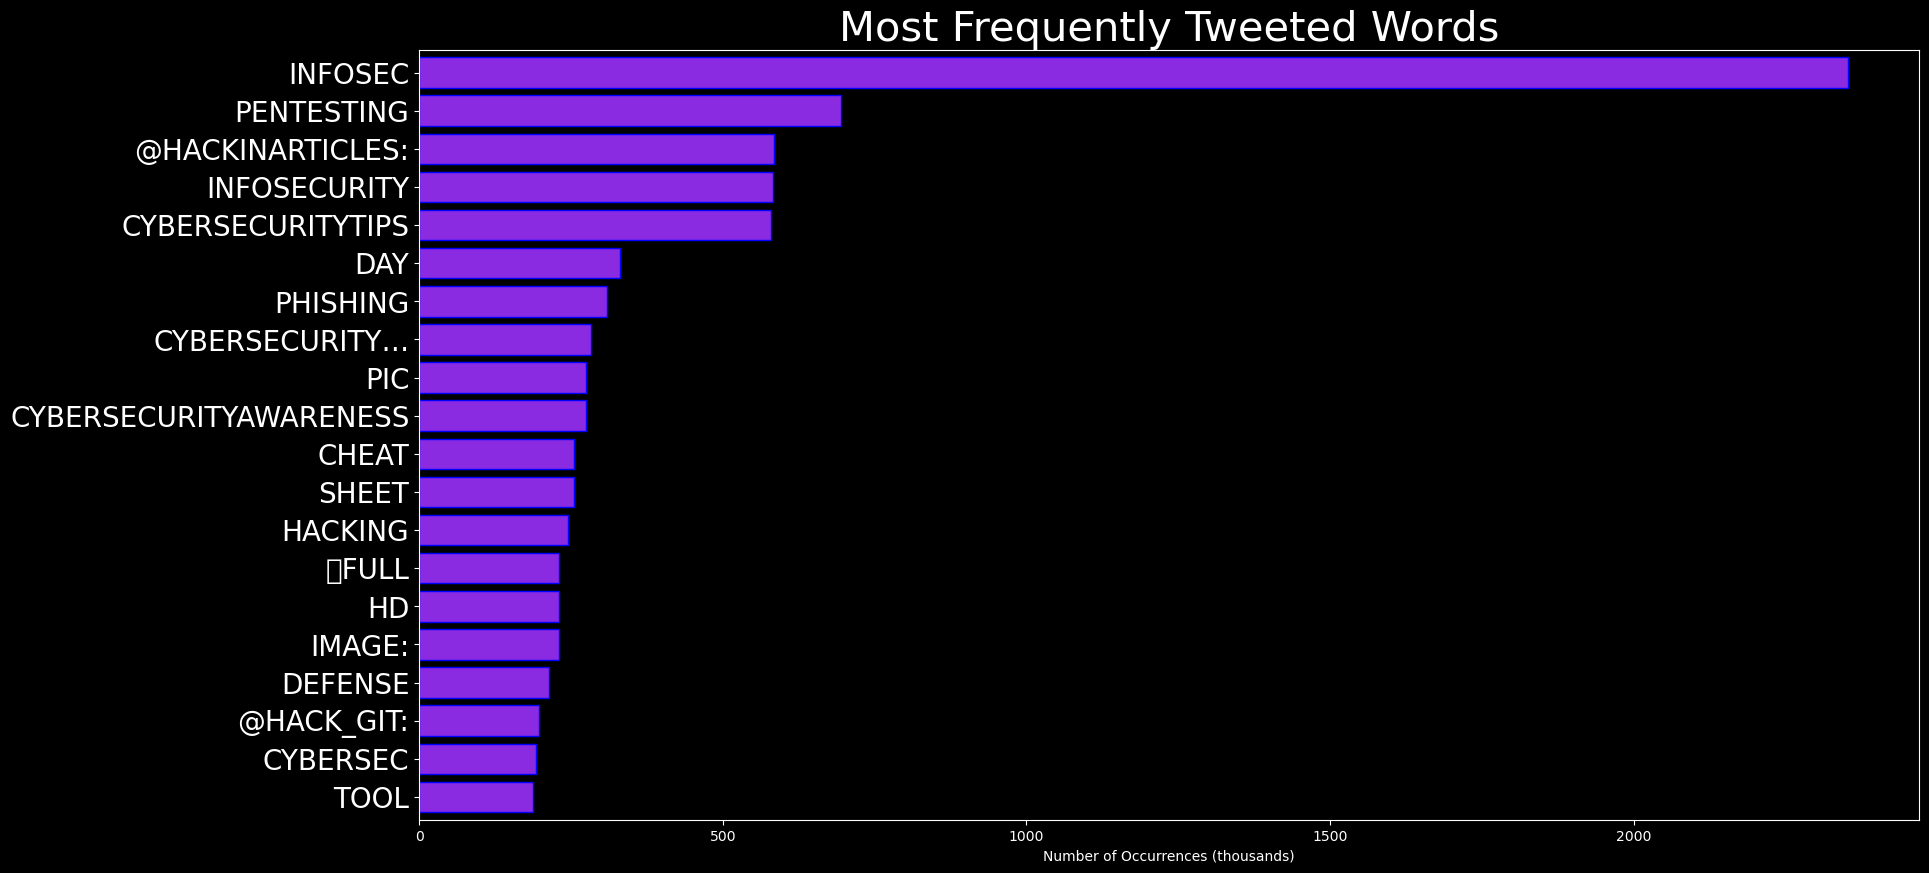 Most Frequently Tweeted Words
INFOSEC
PENTESTING
@HACKINARTICLES:
INFOSECURITY
CYBERSECURITYTIPS
DAY
PHISHING
CYBERSECURITY…
PIC
CYBERSECURITYAWARENESS
CHEAT
SHEET
HACKING
▯FULL
HD
IMAGE:
DEFENSE
@HACK_GIT:
CYBERSEC
TOOL
0 500 1000 1500 2000
Number of Occurrences (thousands)